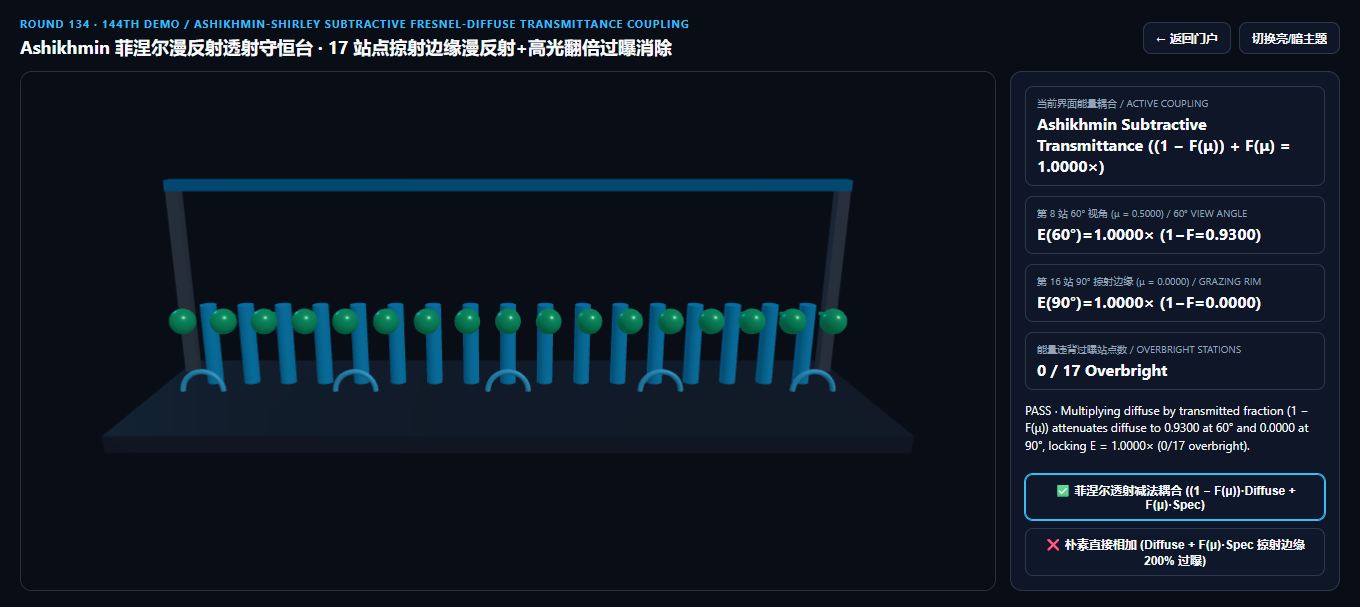 ROUND 134 · 144TH DEMO / ASHIKHMIN-SHIRLEY SUBTRACTIVE FRESNEL-DIFFUSE TRANSMITTANCE COUPLING
Ashikhmin 菲涅尔漫反射透射守恒台 · 17 站点掠射边缘漫反射+高光翻倍过曝消除
← 返回门户
切换亮/暗主题
当前界面能量耦合 / ACTIVE COUPLING
Ashikhmin Subtractive
Transmittance ((1 − F(μ)) + F(μ) =
1.0000×)
第 8 站 60° 视角 (μ = 0.5000) / 60° VIEW ANGLE
E(60°)=1.0000× (1−F=0.9300)
第 16 站 90° 掠射边缘 (μ = 0.0000) / GRAZING RIM
E(90°)=1.0000× (1−F=0.0000)
能量违背过曝站点数 / OVERBRIGHT STATIONS
0 / 17 Overbright
PASS · Multiplying diffuse by transmitted fraction (1 −
F(μ)) attenuates diffuse to 0.9300 at 60° and 0.0000 at
90°, locking E = 1.0000× (0/17 overbright).
✅ 菲涅尔透射减法耦合 ((1 − F(μ))·Diffuse +
F(μ)·Spec)
❌ 朴素直接相加 (Diffuse + F(μ)·Spec 掠射边缘
200% 过曝)